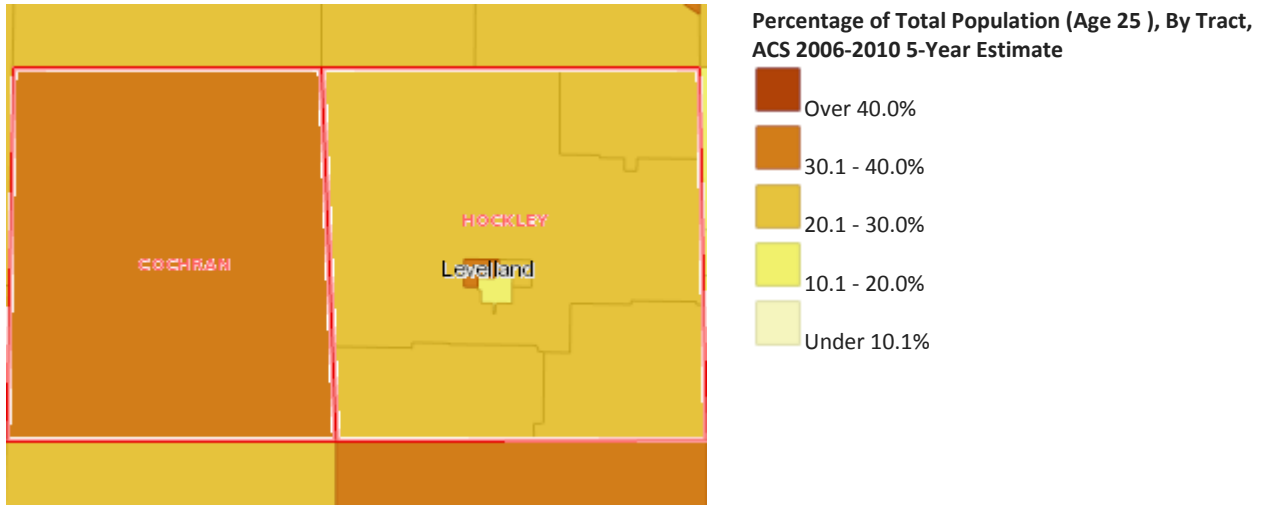 Percentage of Total Population (Age 25 ), By Tract,
ACS 2006-2010 5-Year Estimate
Over 40.0%
30.1 - 40.0%
20.1 - 30.0%
10.1 - 20.0%
Under 10.1%
HOCKLEY
COCHRAN
Levelland